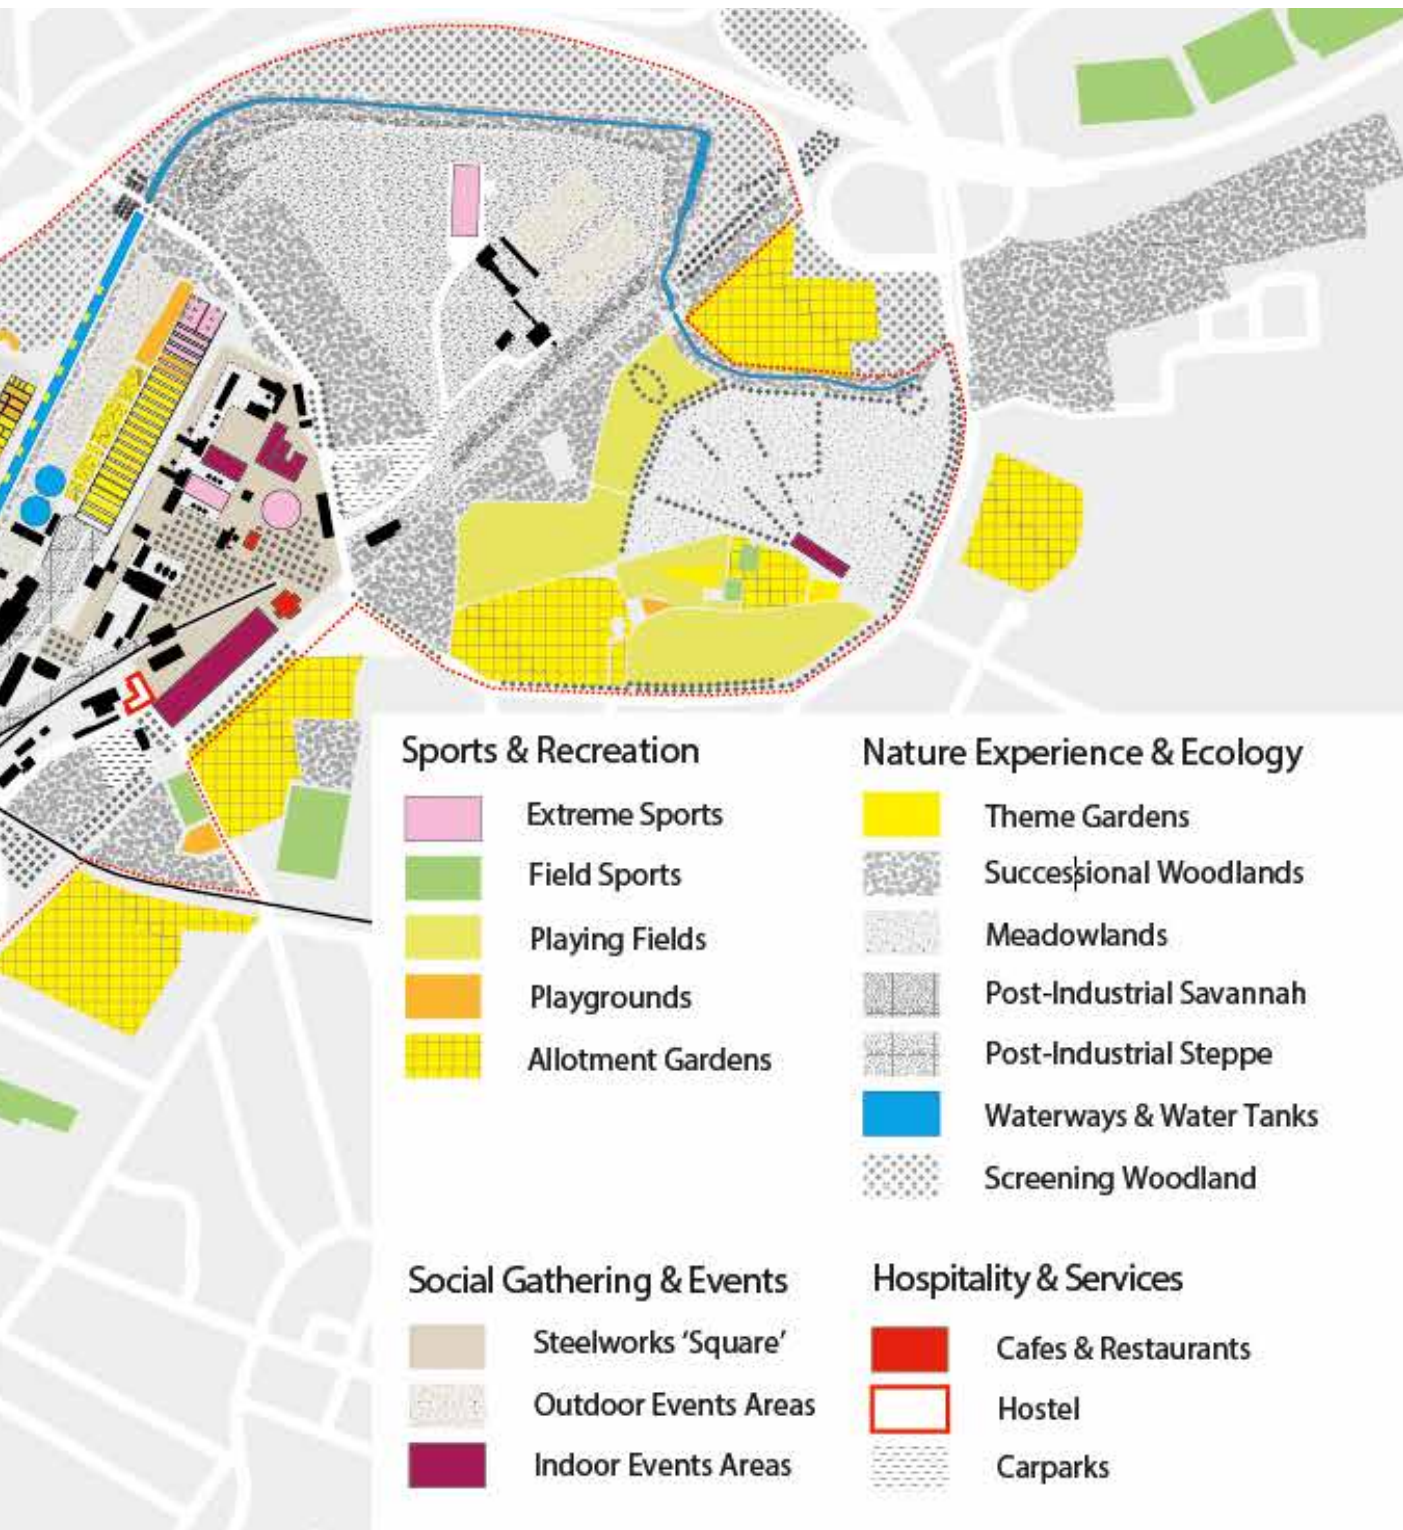 Sports & Recreation
Extreme Sports
Field Sports
Playing Fields
Playgrounds
Allotment Gardens
Nature Experience & Ecology
Theme Gardens
Successional Woodlands
Meadowlands
Post-Industrial Savannah
Post-Industrial Steppe
Waterways & Water Tanks
Screening Woodland
Social Gathering & Events
Steelworks ‘Square’
Outdoor Events Areas
Indoor Events Areas
Hospitality & Services
Cafes & Restaurants
Hostel
Carparks